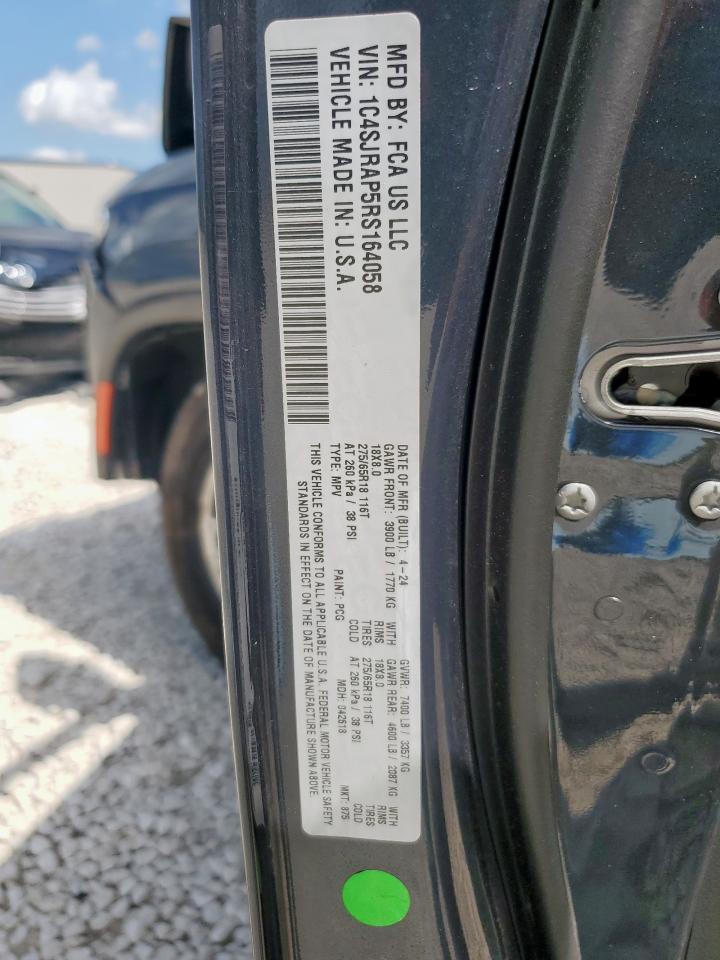 MFD BY: FCA US LLC
VIN: 1C4SJRAP5RS164058
VEHICLE MADE IN: U.S.A.
DATE OF MFR (BUILT): 4-24 GVWR: 7400 LB / 3357 KG
GAWR FRONT: 3900 LB / 1770 KG WITH GAWR REAR: 4600 LB / 2087 KG WITH
18X8.0 RIMS 18X8.0 RIMS
275/65R18 116T TIRES 275/65R18 116T TIRES
AT 260 kPa / 38 PSI COLD AT 260 kPa / 38 PSI COLD
TYPE: MPV PAINT: PCG MDH: 042618 MKT: 875
THIS VEHICLE CONFORMS TO ALL APPLICABLE U.S.A. FEDERAL MOTOR VEHICLE SAFETY
STANDARDS IN EFFECT ON THE DATE OF MANUFACTURE SHOWN ABOVE.